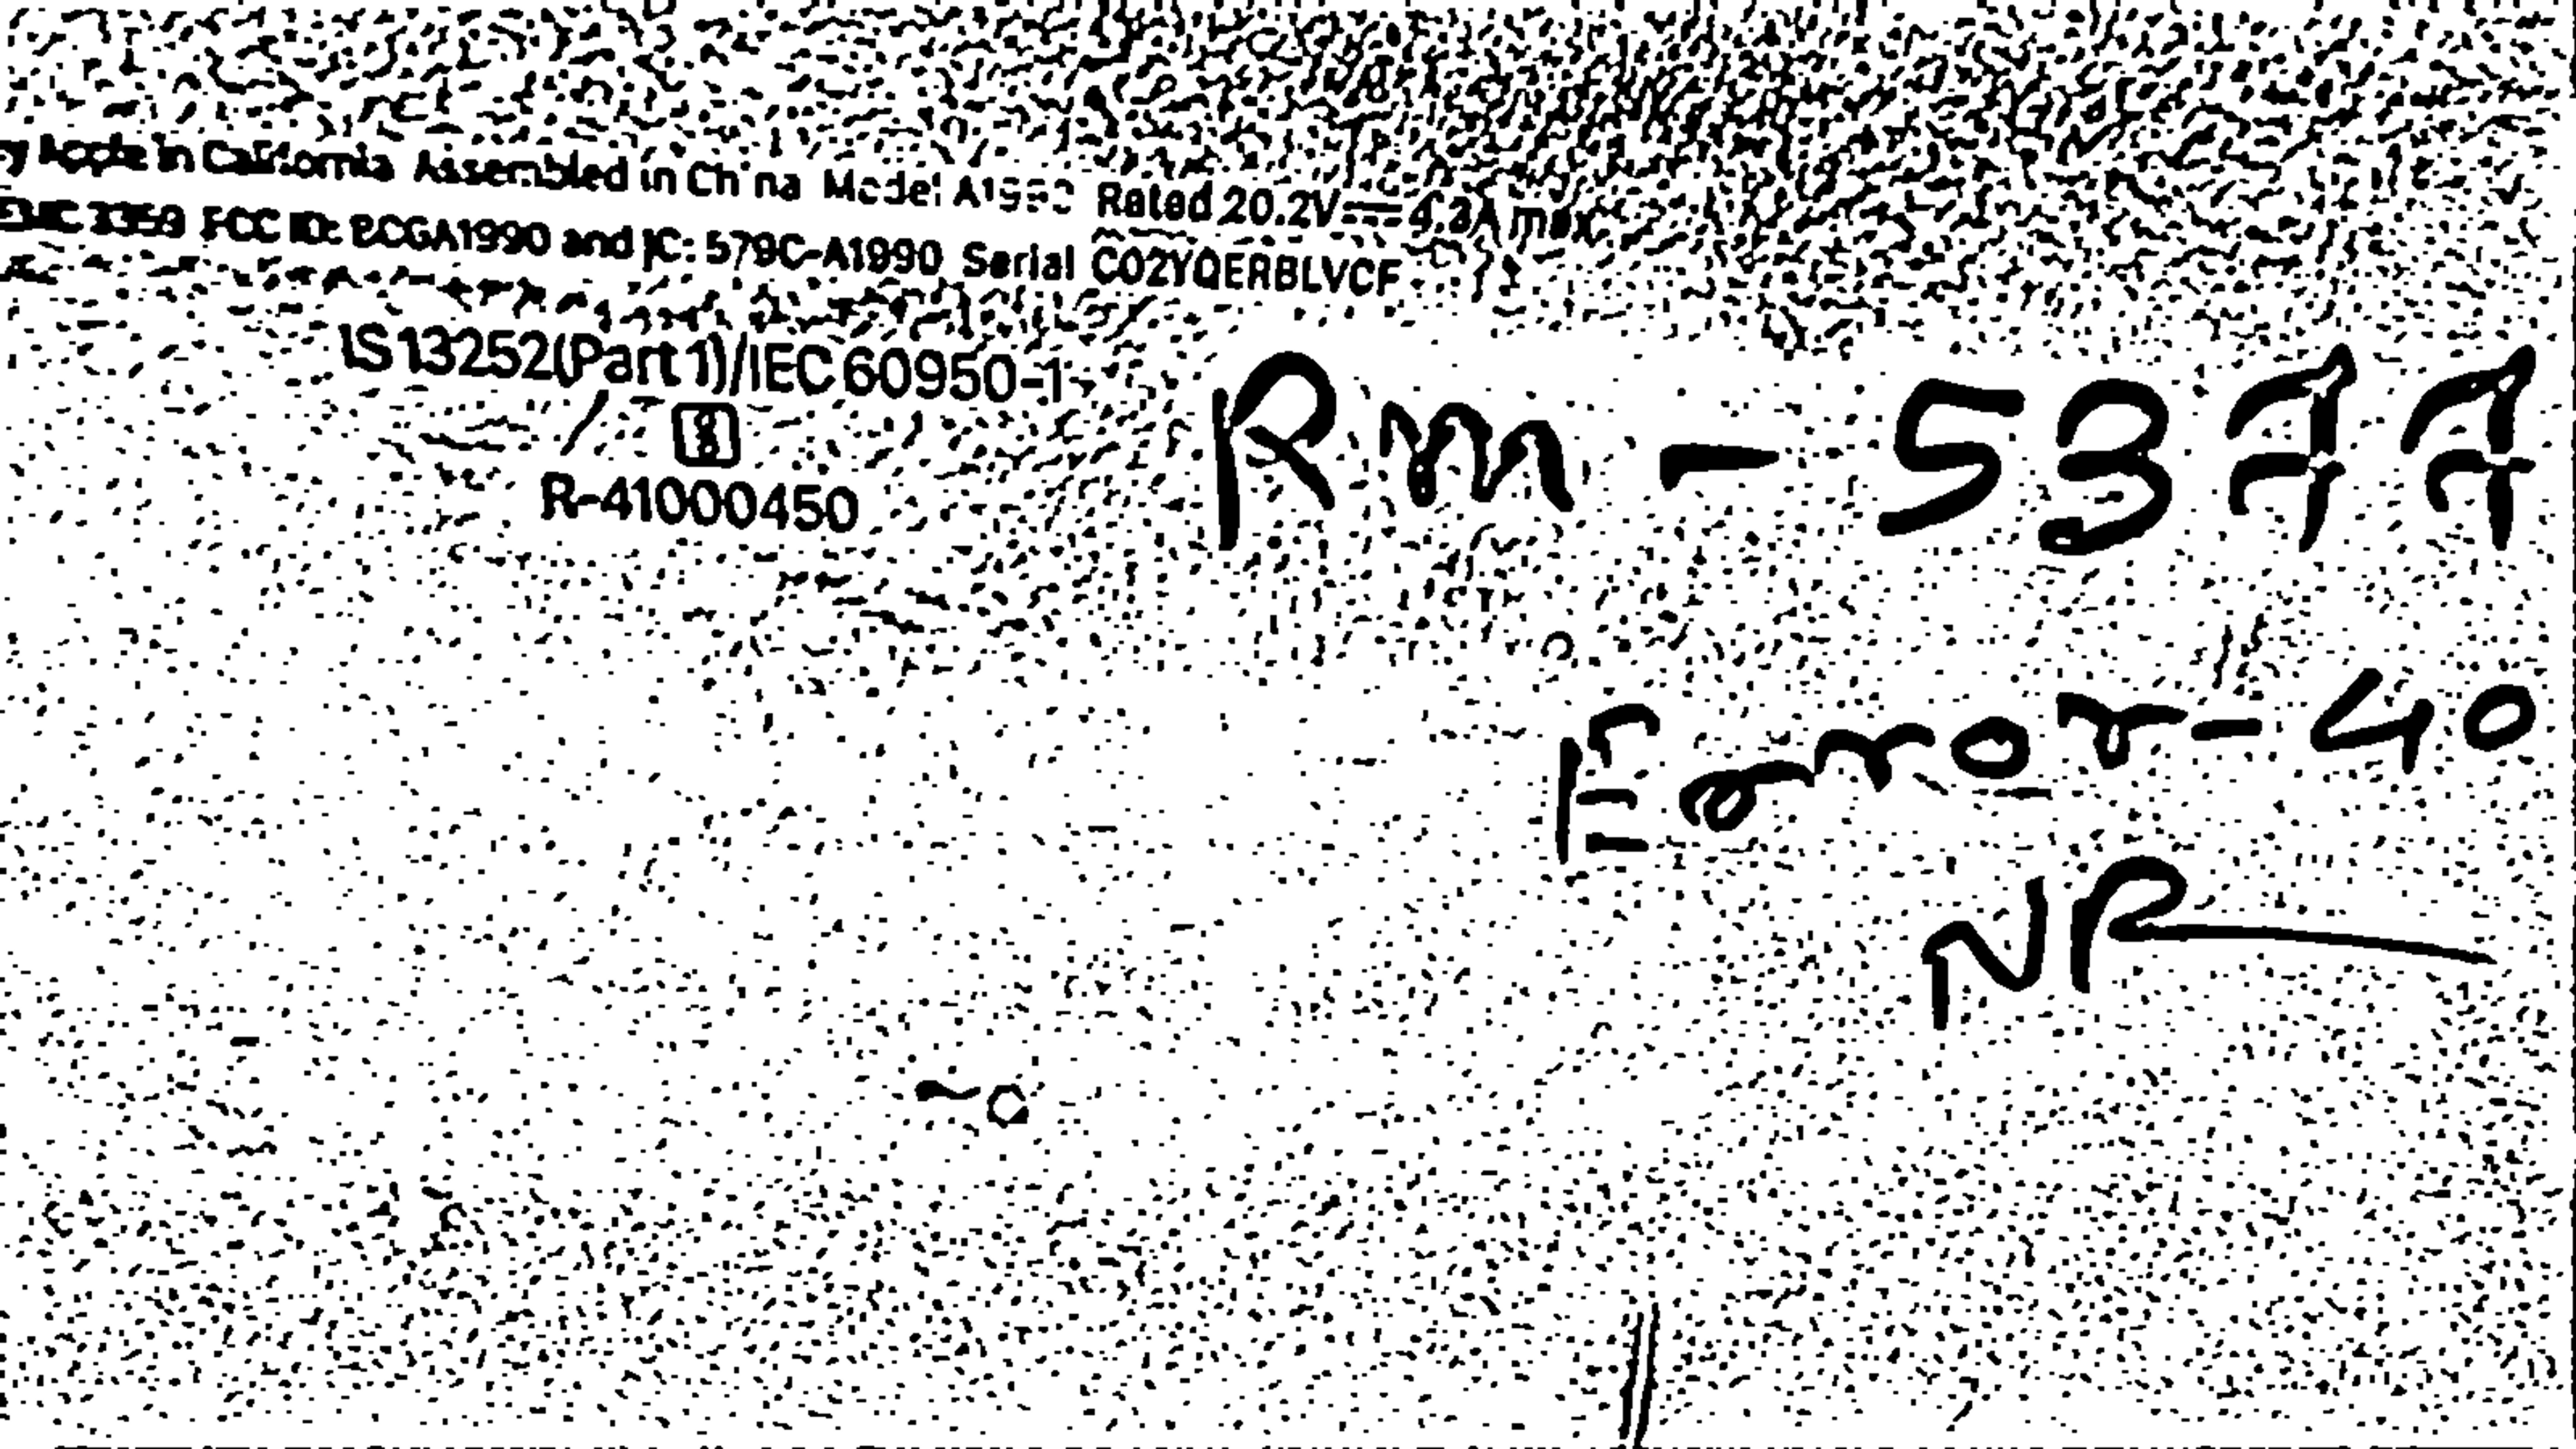 Apple in California Assembled in China Model A1990 Rated 20.2V⎓4.3A max
EMC 3359 FCC ID: BCGA1990 and IC: 579C-A1990 Serial C02YQERBLVCF
IS 13252(Part 1)/IEC 60950-1
R-41000450
Rm - 5377
Error-40
NR